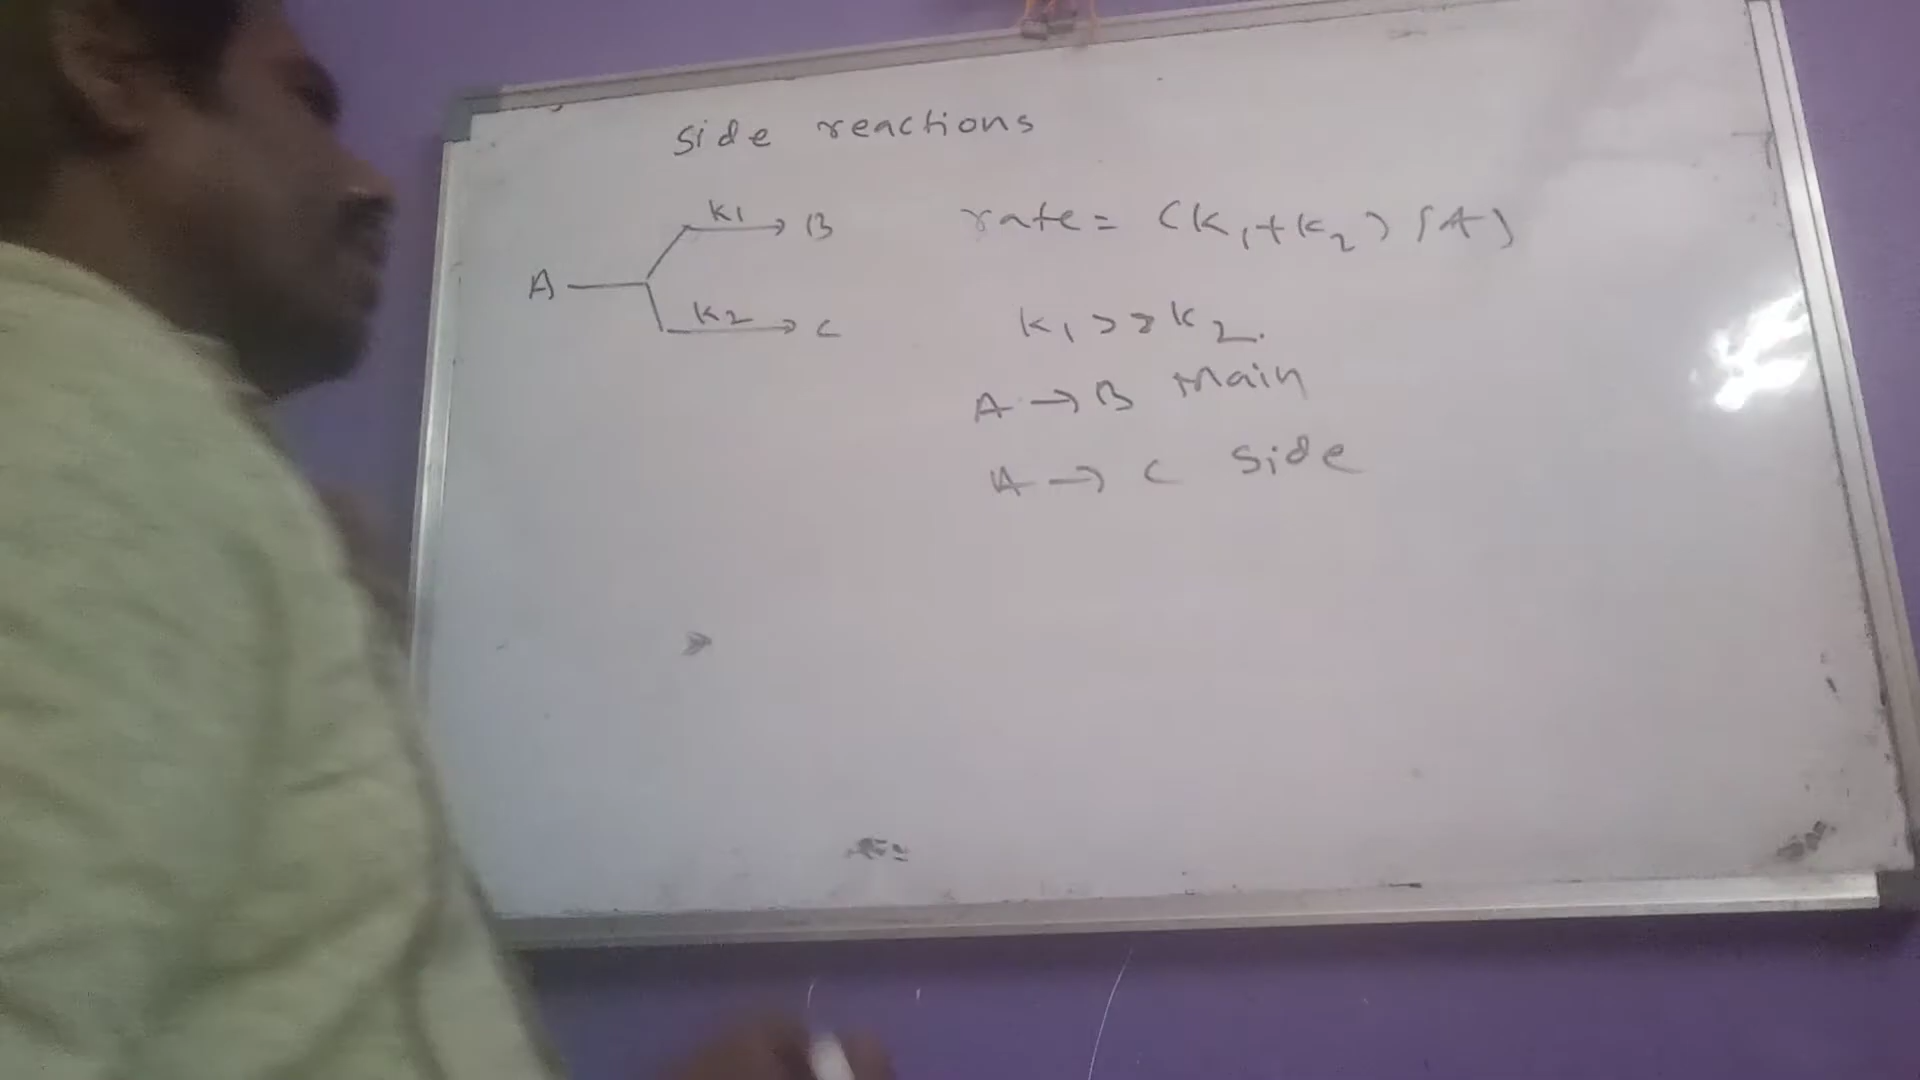 Side reactions
K1 → B
A
K2 → C
rate = (K1+K2) [A]
K1 >> K2.
A → B Main
A → C Side